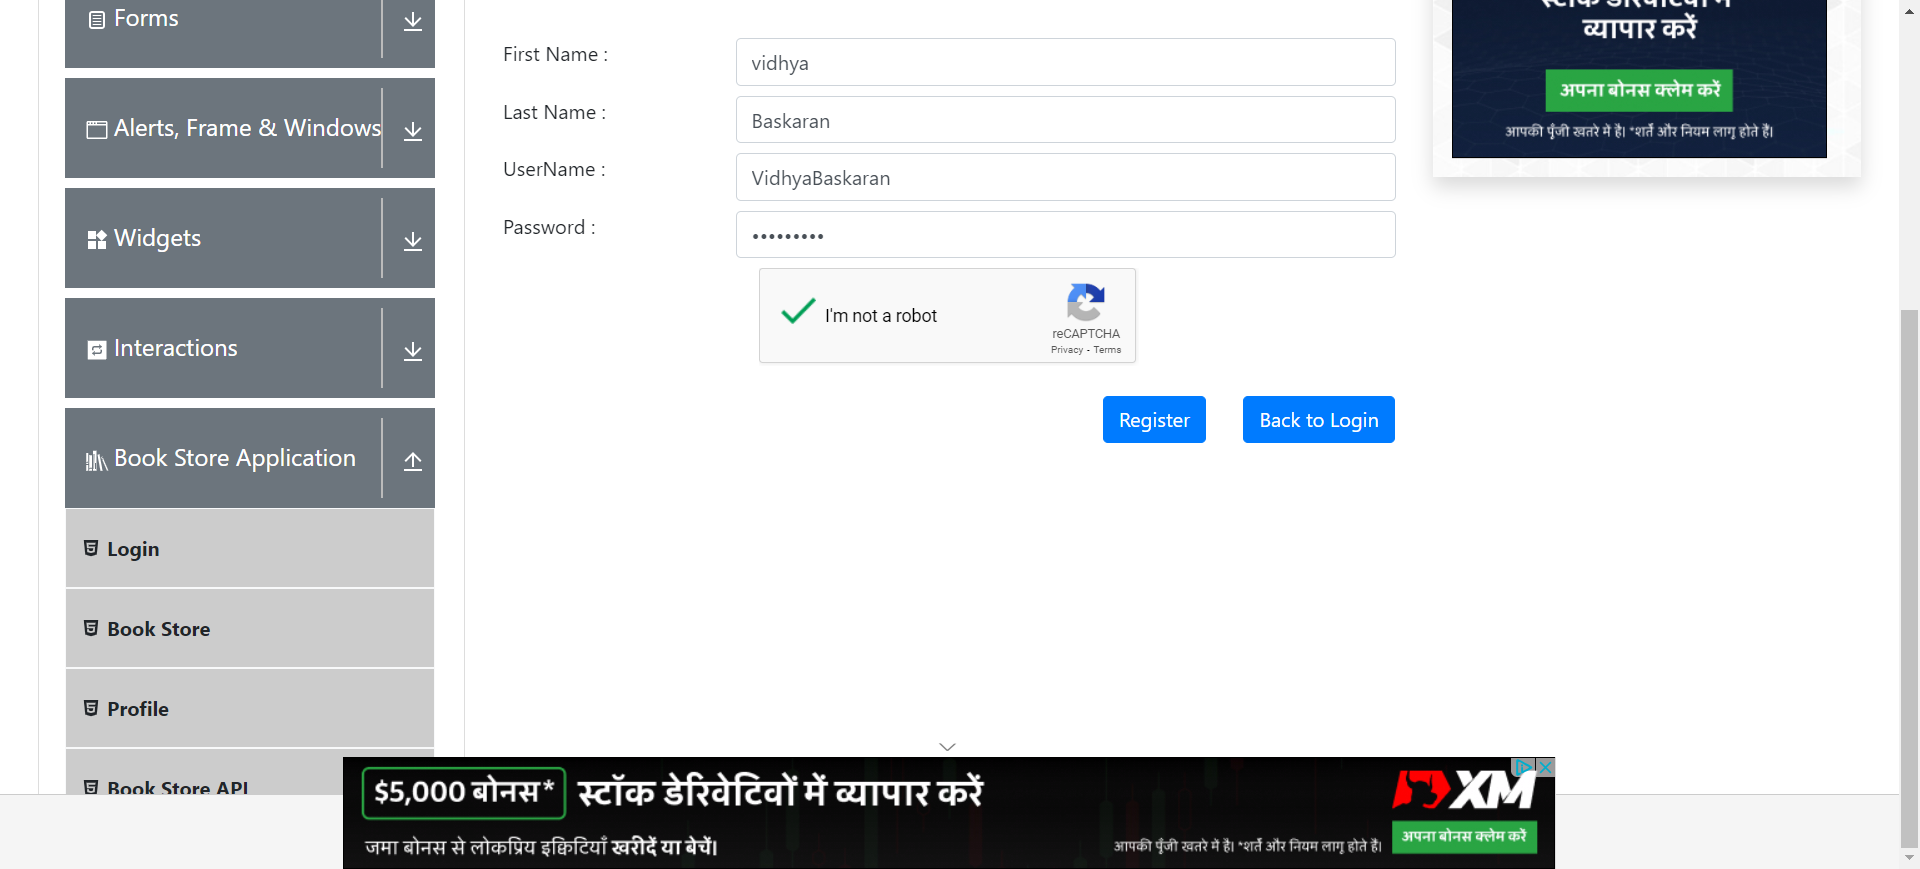 Forms
Alerts, Frame & Windows
Widgets
Interactions
Book Store Application
Login
Book Store
Profile
Book Store API
First Name :
vidhya
Last Name :
Baskaran
UserName :
VidhyaBaskaran
Password :
•••••••••
I'm not a robot
reCAPTCHA
Privacy - Terms
Register
Back to Login
स्टॉक डेरिवेटिवों में
व्यापार करें
अपना बोनस क्लेम करें
आपकी पूँजी खतरे में है। *शर्तें और नियम लागू होते हैं।
$5,000 बोनस*
स्टॉक डेरिवेटिवों में व्यापार करें
जमा बोनस से लोकप्रिय इक्विटियाँ खरीदें या बेचें।
आपकी पूँजी खतरे में है। *शर्तें और नियम लागू होते हैं।
XM
अपना बोनस क्लेम करें